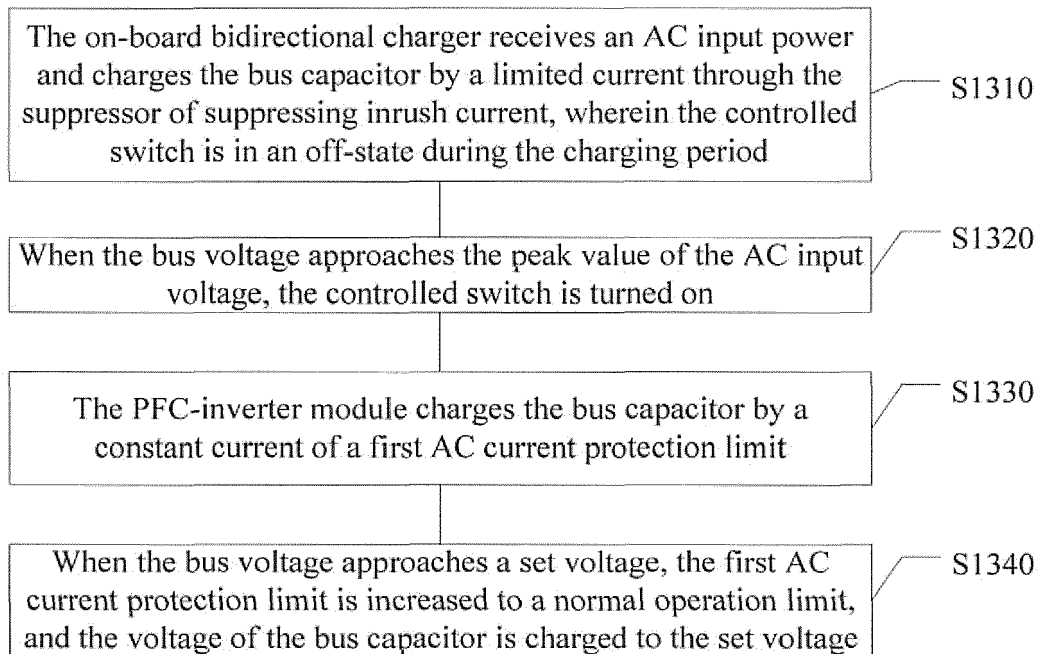 The on-board bidirectional charger receives an AC input power
and charges the bus capacitor by a limited current through the
suppressor of suppressing inrush current, wherein the controlled
switch is in an off-state during the charging period
S1310
When the bus voltage approaches the peak value of the AC input
voltage, the controlled switch is turned on
S1320
The PFC-inverter module charges the bus capacitor by a
constant current of a first AC current protection limit
S1330
When the bus voltage approaches a set voltage, the first AC
current protection limit is increased to a normal operation limit,
and the voltage of the bus capacitor is charged to the set voltage
S1340